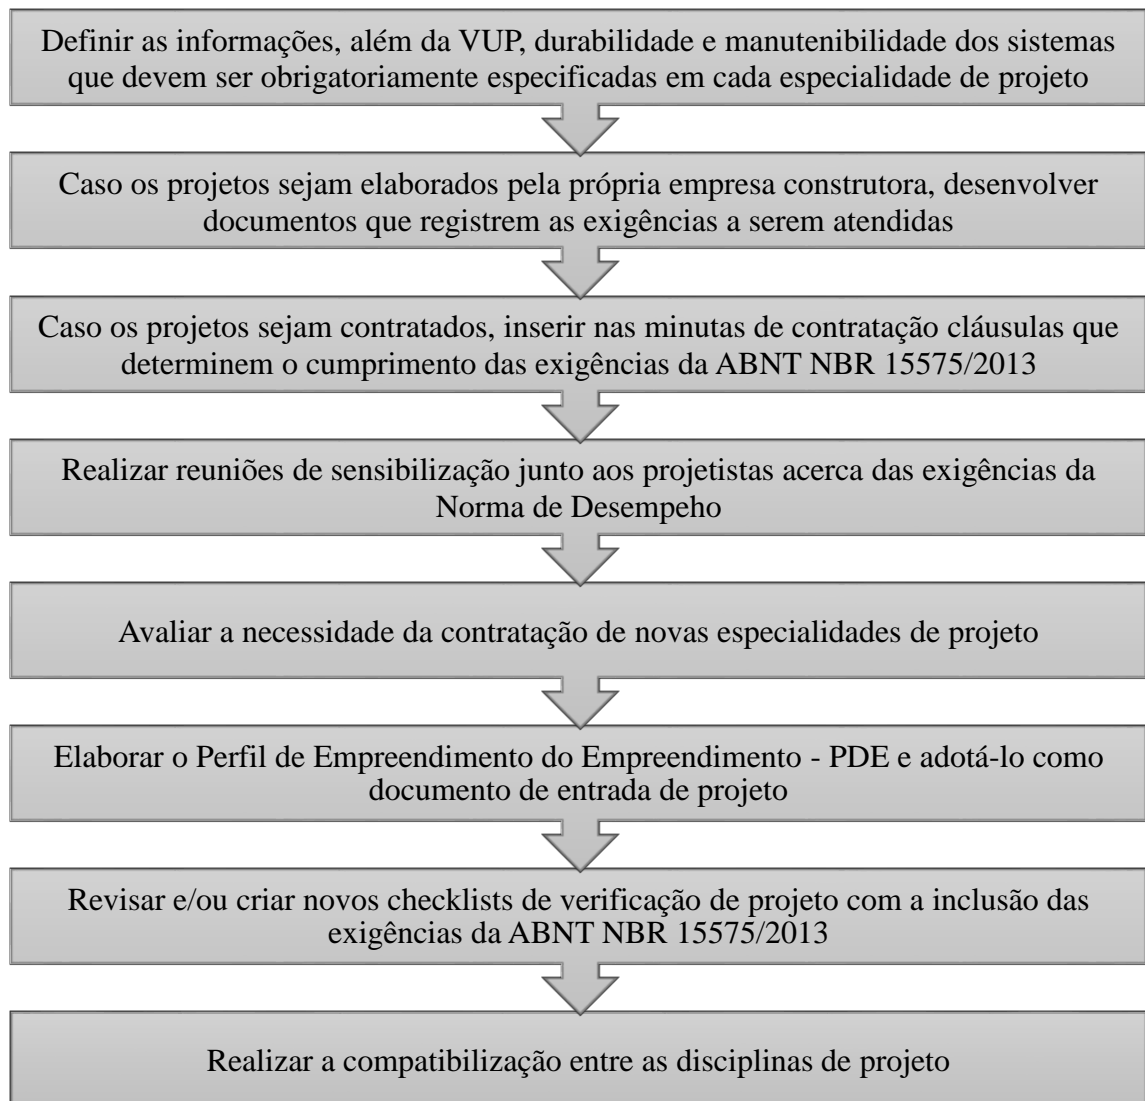 Definir as informações, além da VUP, durabilidade e manutenibilidade dos sistemas
que devem ser obrigatoriamente especificadas em cada especialidade de projeto
Caso os projetos sejam elaborados pela própria empresa construtora, desenvolver
documentos que registrem as exigências a serem atendidas
Caso os projetos sejam contratados, inserir nas minutas de contratação cláusulas que
determinem o cumprimento das exigências da ABNT NBR 15575/2013
Realizar reuniões de sensibilização junto aos projetistas acerca das exigências da
Norma de Desempeho
Avaliar a necessidade da contratação de novas especialidades de projeto
Elaborar o Perfil de Empreendimento do Empreendimento - PDE e adotá-lo como
documento de entrada de projeto
Revisar e/ou criar novos checklists de verificação de projeto com a inclusão das
exigências da ABNT NBR 15575/2013
Realizar a compatibilização entre as disciplinas de projeto